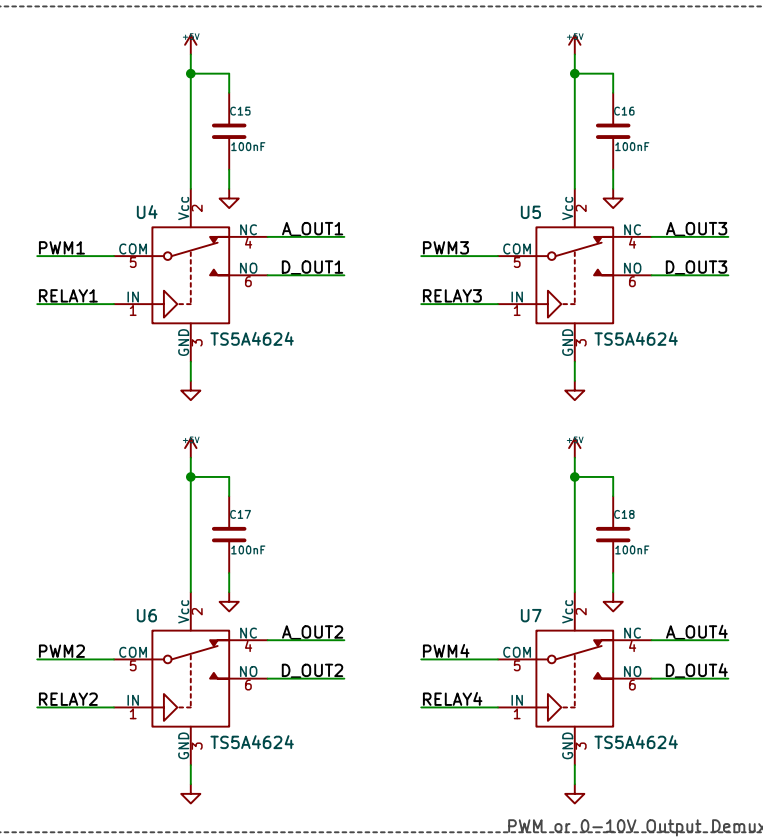 +5V
C15
100nF
U4
Vcc
2
COM
5
PWM1
NC
4
A_OUT1
NO
6
D_OUT1
RELAY1
IN
1
GND
3
TS5A4624
+5V
C16
100nF
U5
Vcc
2
COM
5
PWM3
NC
4
A_OUT3
NO
6
D_OUT3
RELAY3
IN
1
GND
3
TS5A4624
+5V
C17
100nF
U6
Vcc
2
COM
5
PWM2
NC
4
A_OUT2
NO
6
D_OUT2
RELAY2
IN
1
GND
3
TS5A4624
+5V
C18
100nF
U7
Vcc
2
COM
5
PWM4
NC
4
A_OUT4
NO
6
D_OUT4
RELAY4
IN
1
GND
3
TS5A4624
PWM or 0-10V Output Demux